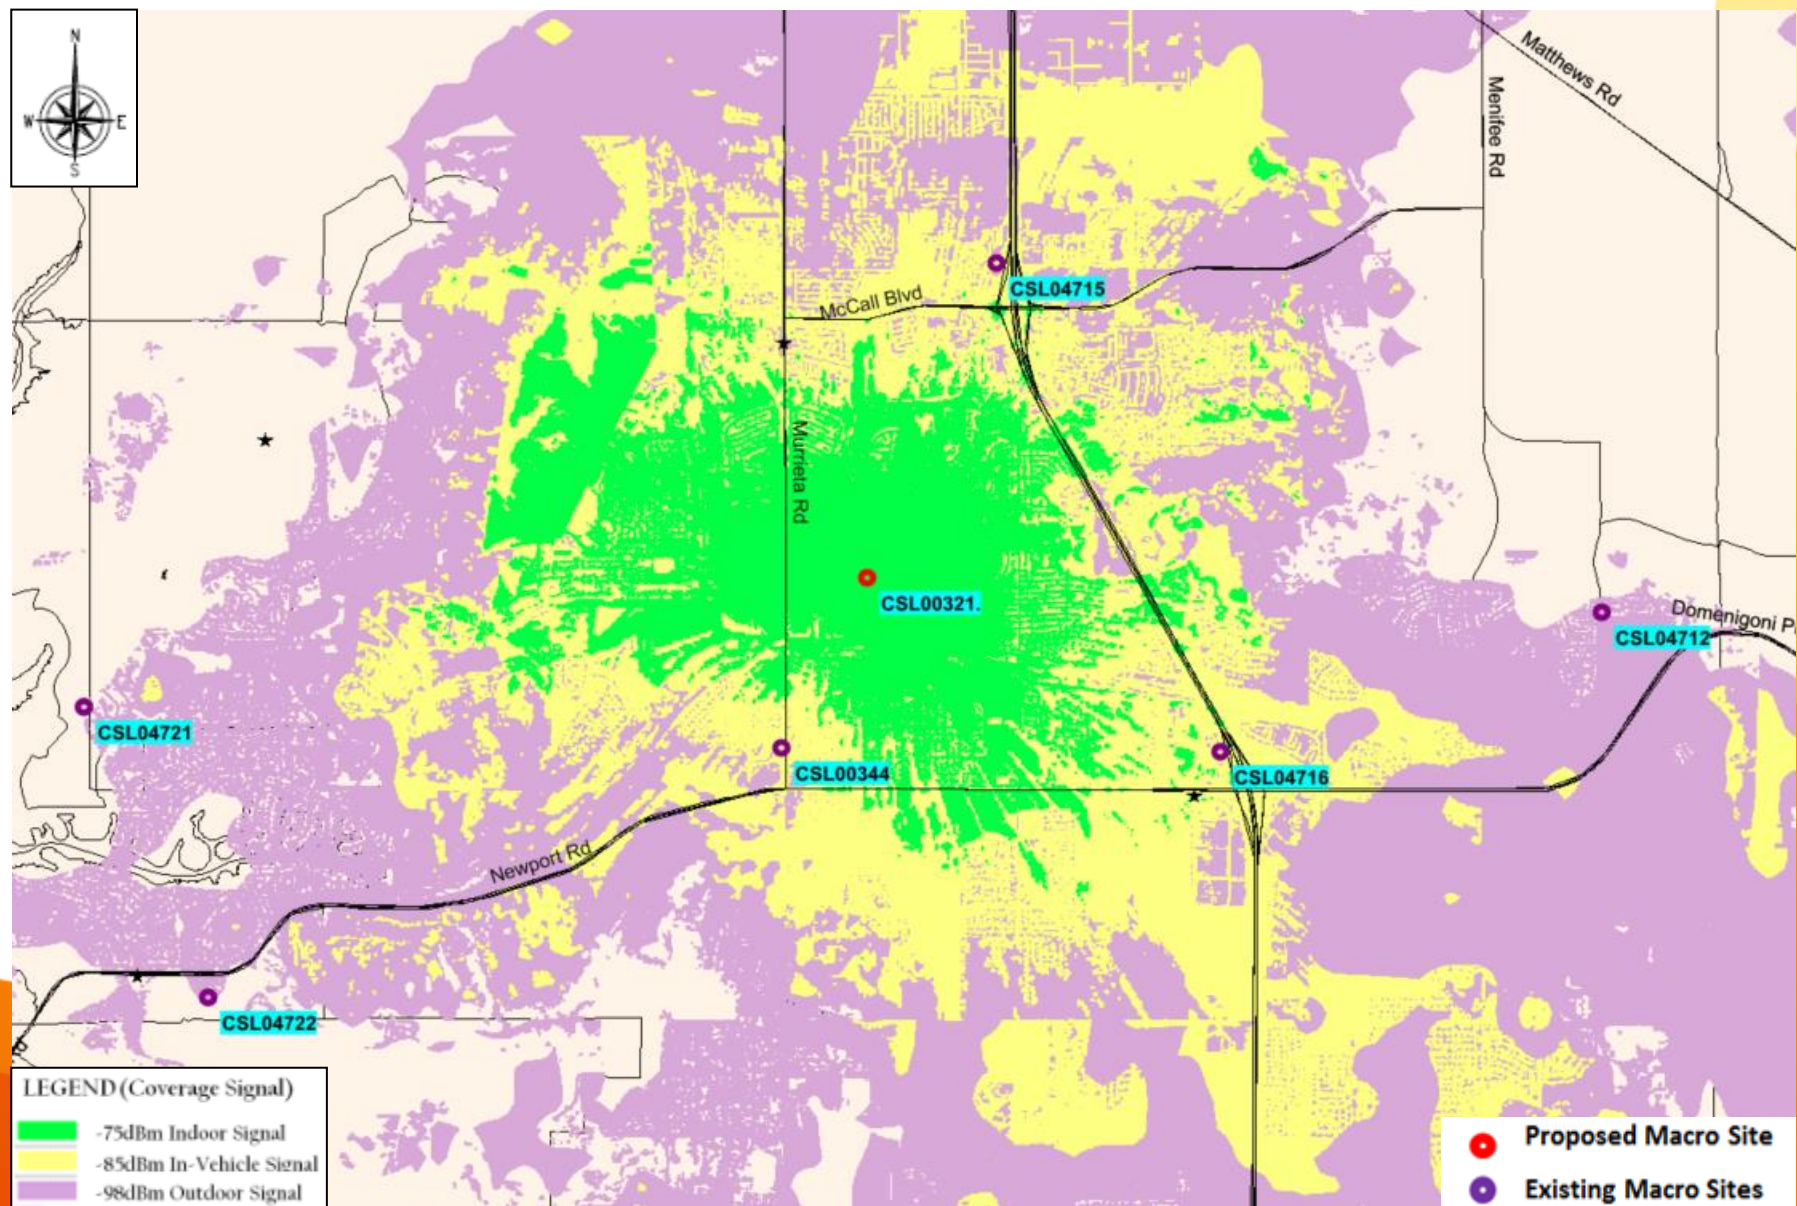 N
W E
S
Matthews Rd
Menifee Rd
CSL04715
McCall Blvd
Murrieta Rd
CSL00321.
Domenigoni P
CSL04712
CSL04721
CSL00344
CSL04716
Newport Rd
CSL04722
LEGEND (Coverage Signal)
-75dBm Indoor Signal
-85dBm In-Vehicle Signal
-98dBm Outdoor Signal
Proposed Macro Site
Existing Macro Sites